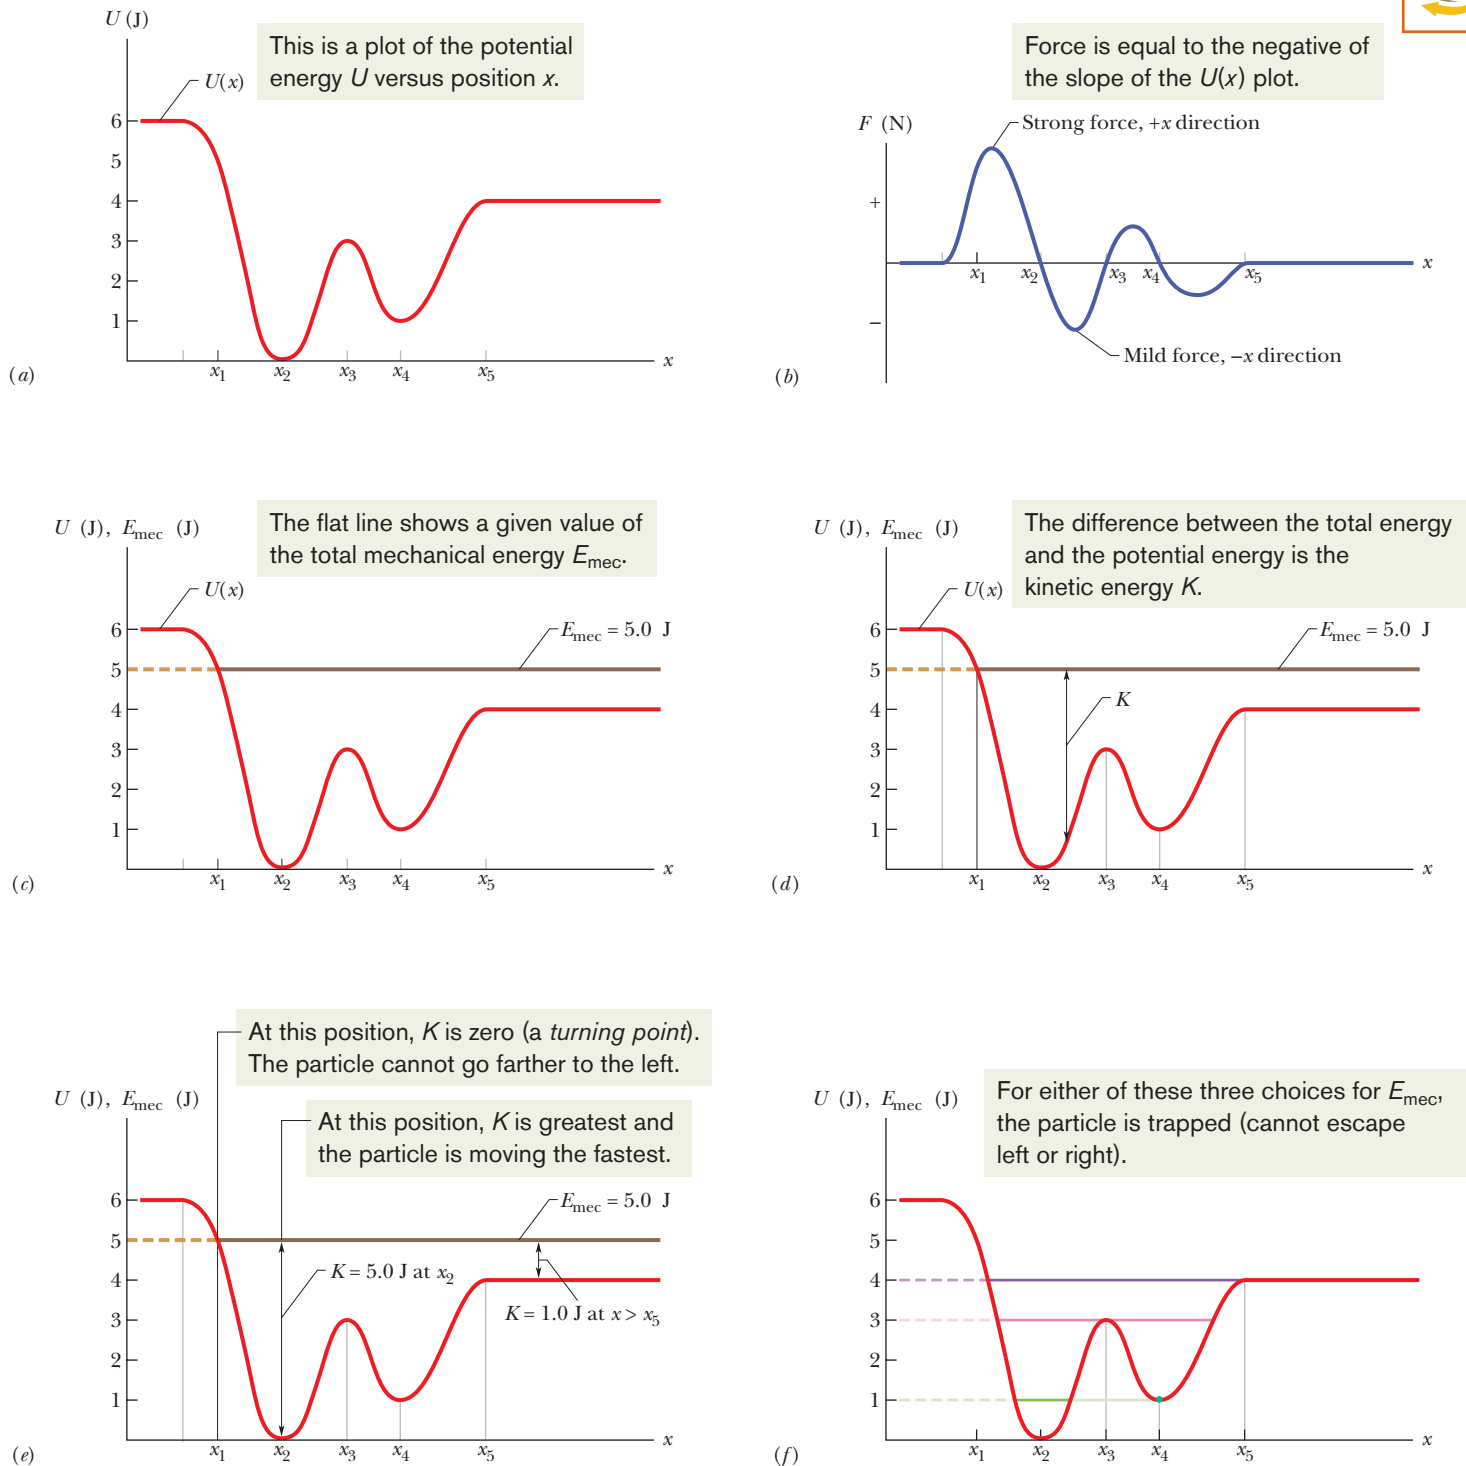 U (J)
This is a plot of the potential
energy U versus position x.
U(x)
6
5
4
3
2
1
x1 x2 x3 x4 x5 x
(a)
Force is equal to the negative of
the slope of the U(x) plot.
F (N)
Strong force, +x direction
+
x1 x2 x3 x4 x5 x
−
Mild force, −x direction
(b)
U (J), Emec (J)
The flat line shows a given value of
the total mechanical energy Emec.
U(x)
Emec = 5.0 J
6
5
4
3
2
1
x1 x2 x3 x4 x5 x
(c)
U (J), Emec (J)
The difference between the total energy
and the potential energy is the
kinetic energy K.
U(x)
Emec = 5.0 J
6
5
K
4
3
2
1
x1 x2 x3 x4 x5 x
(d)
At this position, K is zero (a turning point).
The particle cannot go farther to the left.
U (J), Emec (J)
At this position, K is greatest and
the particle is moving the fastest.
Emec = 5.0 J
6
5
K = 5.0 J at x2
4
K = 1.0 J at x > x5
3
2
1
x1 x2 x3 x4 x5 x
(e)
U (J), Emec (J)
For either of these three choices for Emec,
the particle is trapped (cannot escape
left or right).
6
5
4
3
2
1
x1 x2 x3 x4 x5 x
(f)